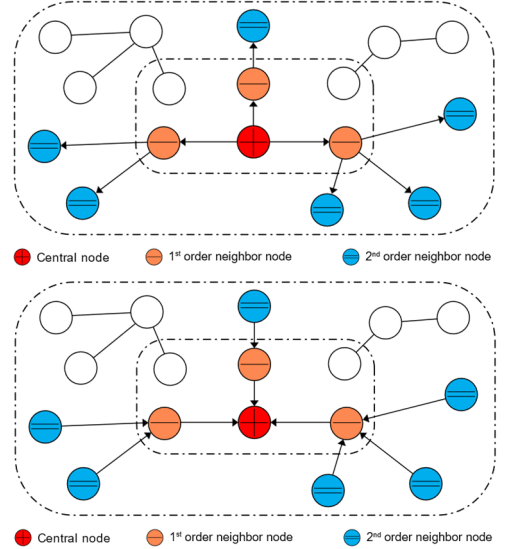 Central node
1st order neighbor node
2nd order neighbor node
Central node
1st order neighbor node
2nd order neighbor node